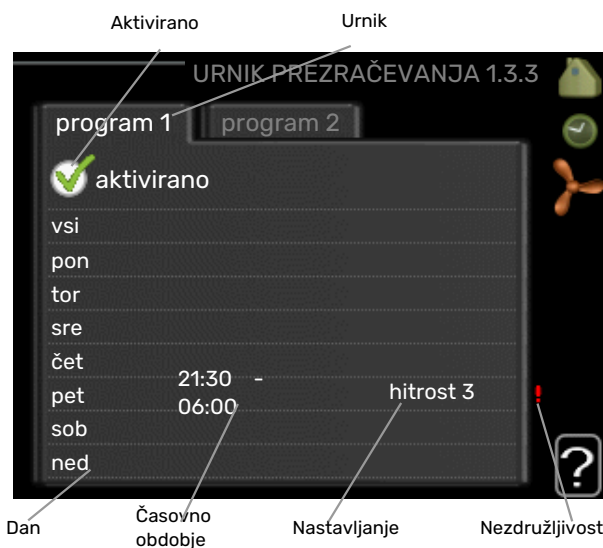 Aktivirano
Urnik
URNIK PREZRAČEVANJA 1.3.3
program 1
program 2
aktivirano
vsi
pon
tor
sre
čet
pet
21:30 -
06:00
hitrost 3
!
sob
ned
?
Dan
Časovno
obdobje
Nastavljanje
Nezdružljivost